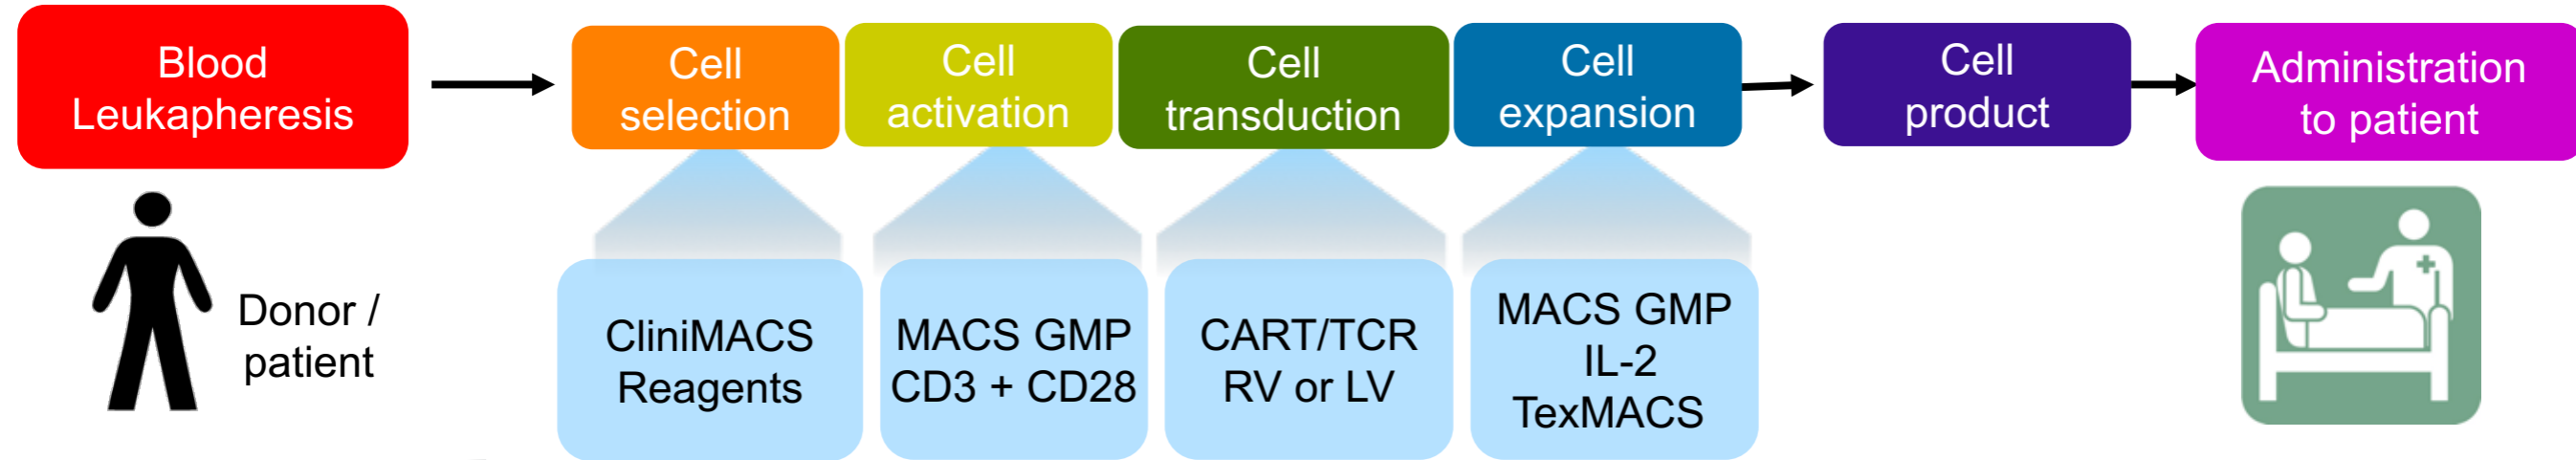 Blood
Leukapheresis
Cell
selection
Cell
activation
Cell
transduction
Cell
expansion
Cell
product
Administration
to patient
Donor /
patient
CliniMACS
Reagents
MACS GMP
CD3 + CD28
CART/TCR
RV or LV
MACS GMP
IL-2
TexMACS